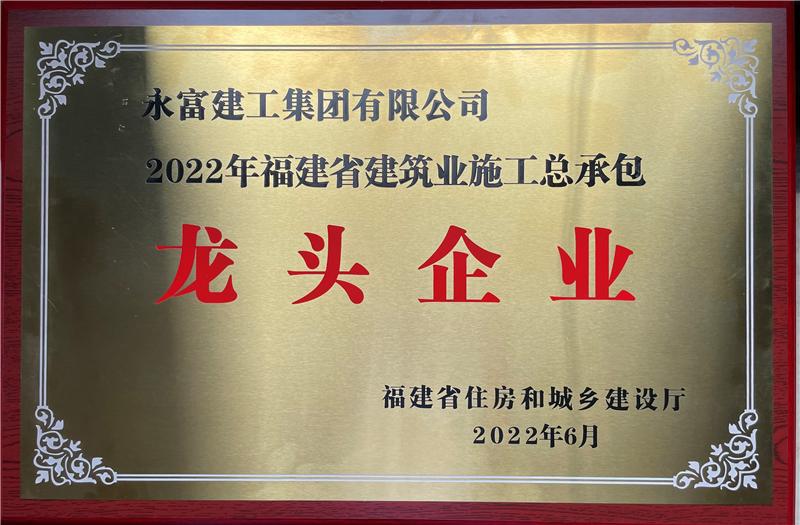 永富建工集团有限公司
2022年福建省建筑业施工总承包
龙头企业
福建省住房和城乡建设厅
2022年6月